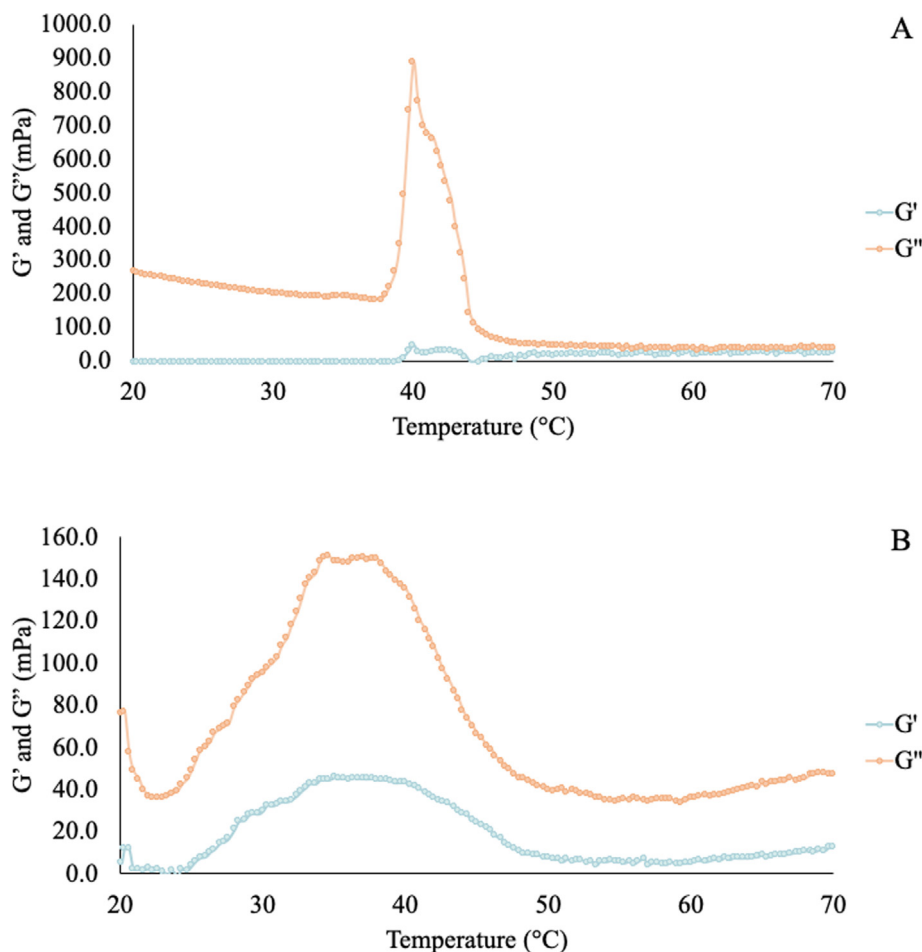 A
1000.0
900.0
800.0
700.0
600.0
500.0
400.0
300.0
200.0
100.0
0.0
G’ and G”(mPa)
20 30 40 50 60 70
Temperature (°C)
G'
G"
B
160.0
140.0
120.0
100.0
80.0
60.0
40.0
20.0
0.0
G’ and G” (mPa)
20 30 40 50 60 70
Temperature (°C)
G'
G"